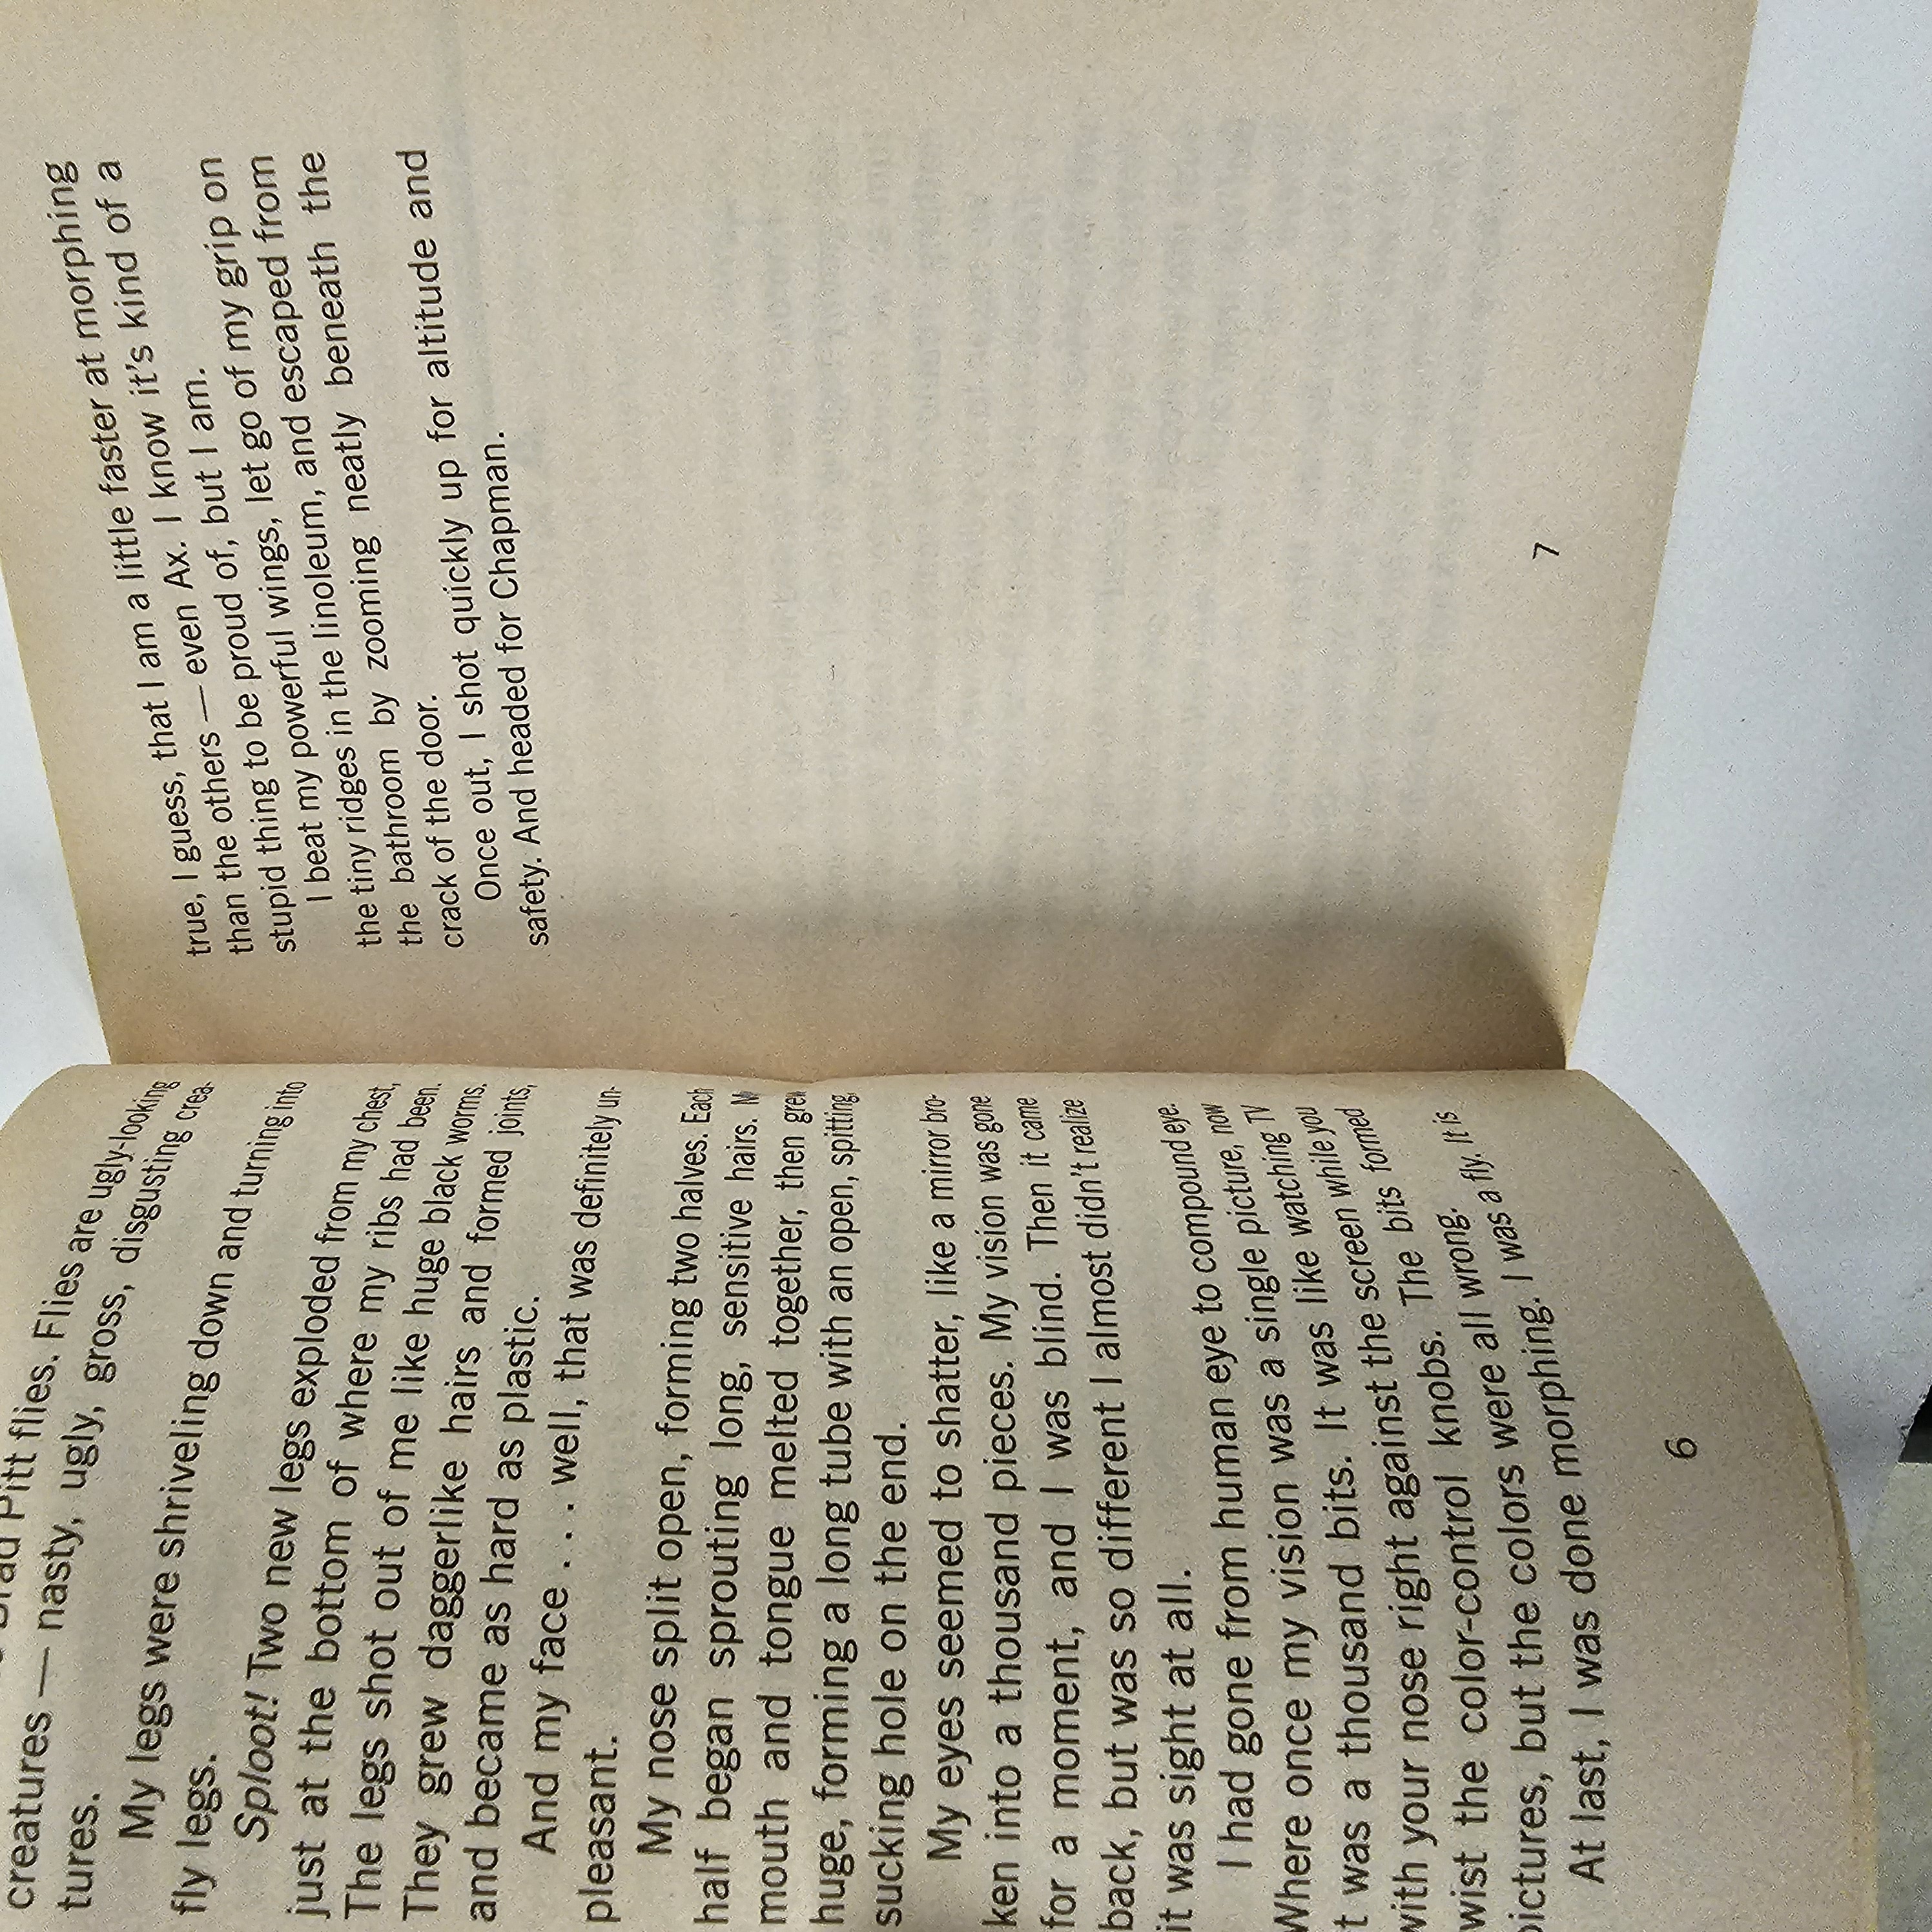 Brad Pitt flies. Flies are ugly-looking
creatures — nasty, ugly, gross, disgusting crea-
tures.
My legs were shriveling down and turning into
fly legs.
Sploot! Two new legs exploded from my chest,
just at the bottom of where my ribs had been.
The legs shot out of me like huge black worms.
They grew daggerlike hairs and formed joints,
and became as hard as plastic.
And my face . . . well, that was definitely un-
pleasant.
My nose split open, forming two halves. Each
half began sprouting long, sensitive hairs. M
mouth and tongue melted together, then grew
huge, forming a long tube with an open, spitting,
sucking hole on the end.
My eyes seemed to shatter, like a mirror bro-
ken into a thousand pieces. My vision was gone
for a moment, and I was blind. Then it came
back, but was so different I almost didn't realize
it was sight at all.
I had gone from human eye to compound eye.
Where once my vision was a single picture, now
t was a thousand bits. It was like watching TV
with your nose right against the screen while you
wist the color-control knobs. The bits formed
pictures, but the colors were all wrong.
At last, I was done morphing. I was a fly. It is
6
true, I guess, that I am a little faster at morphing
than the others — even Ax. I know it's kind of a
stupid thing to be proud of, but I am.
I beat my powerful wings, let go of my grip on
the tiny ridges in the linoleum, and escaped from
the bathroom by zooming neatly beneath the
crack of the door.
Once out, I shot quickly up for altitude and
safety. And headed for Chapman.
7